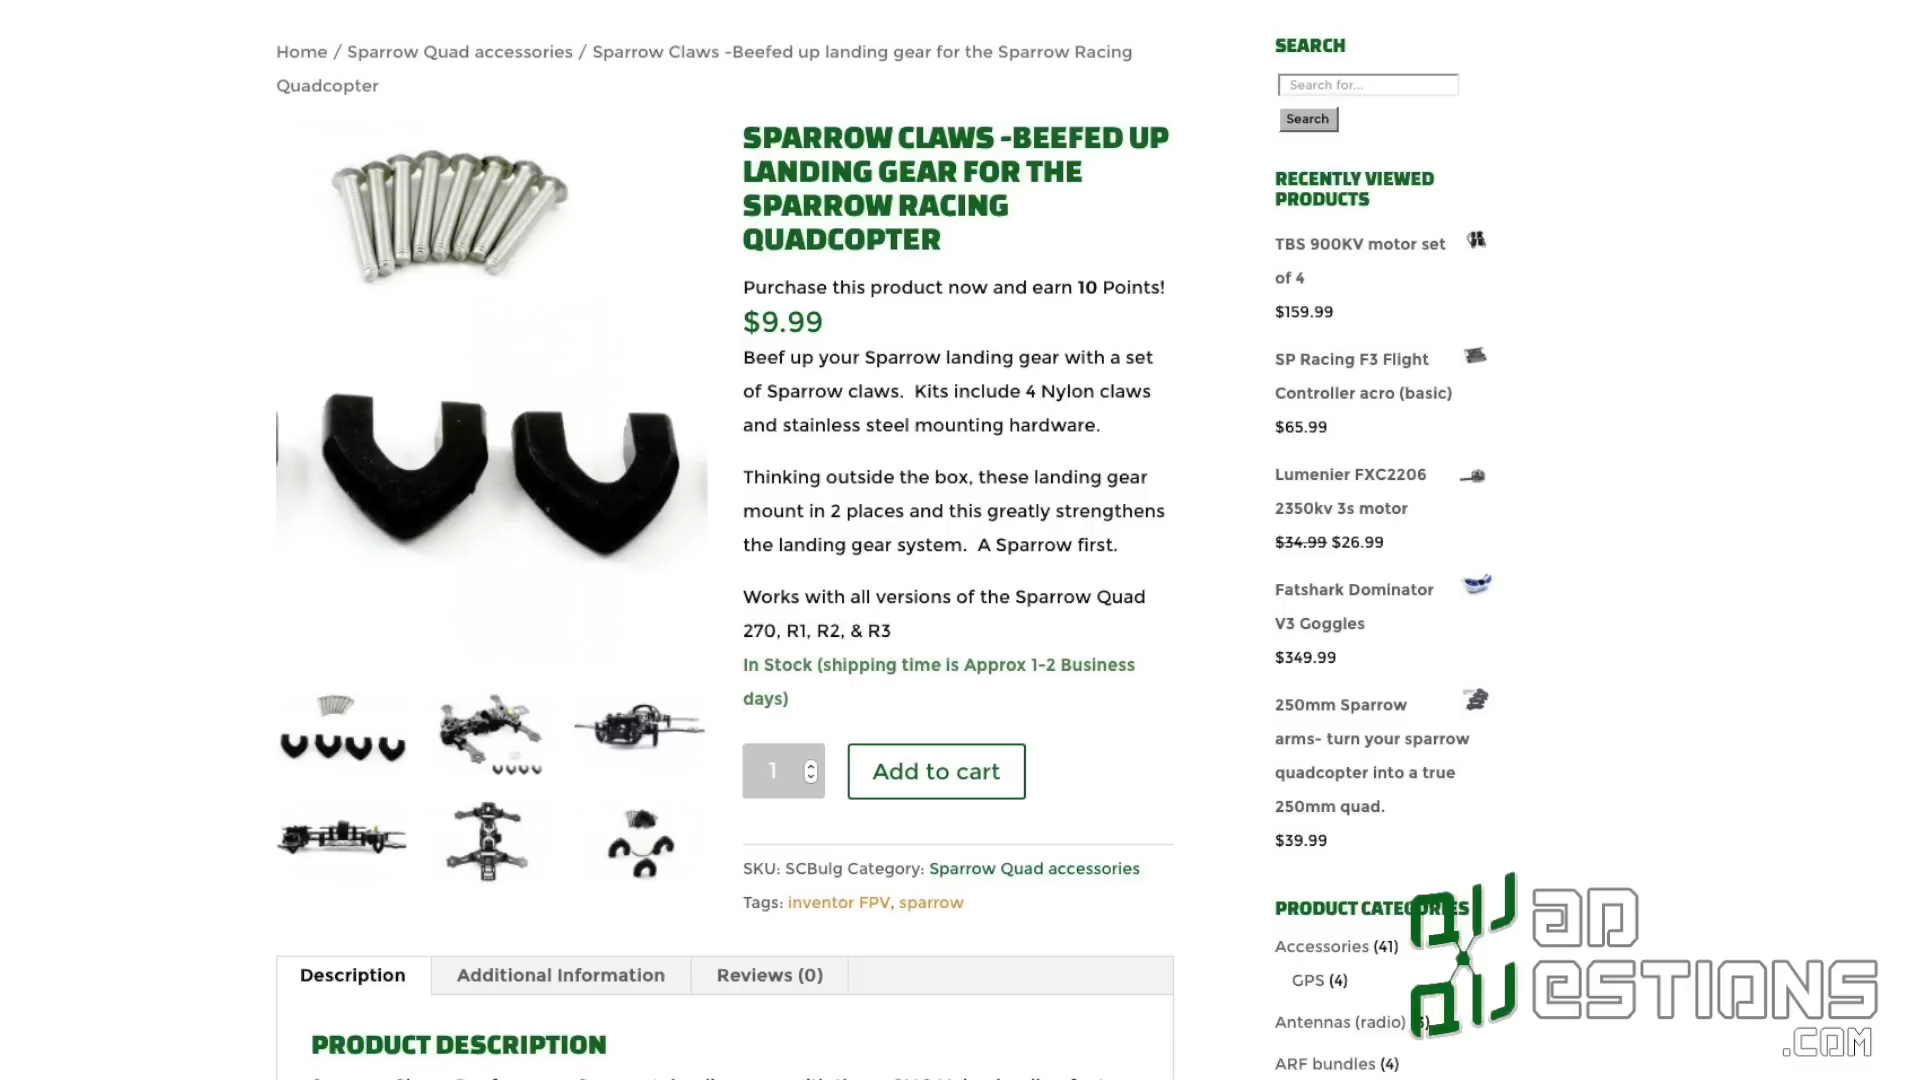 Home / Sparrow Quad accessories / Sparrow Claws -Beefed up landing gear for the Sparrow Racing
Quadcopter
SPARROW CLAWS -BEEFED UP
LANDING GEAR FOR THE
SPARROW RACING
QUADCOPTER
Purchase this product now and earn 10 Points!
$9.99
Beef up your Sparrow landing gear with a set
of Sparrow claws. Kits include 4 Nylon claws
and stainless steel mounting hardware.
Thinking outside the box, these landing gear
mount in 2 places and this greatly strengthens
the landing gear system. A Sparrow first.
Works with all versions of the Sparrow Quad
270, R1, R2, & R3
In Stock (shipping time is Approx 1-2 Business
days)
1
Add to cart
SKU: SCBulg Category: Sparrow Quad accessories
Tags: inventor FPV, sparrow
Description
Additional Information
Reviews (0)
PRODUCT DESCRIPTION
SEARCH
Search for...
Search
RECENTLY VIEWED
PRODUCTS
TBS 900KV motor set
of 4
$159.99
SP Racing F3 Flight
Controller acro (basic)
$65.99
Lumenier FXC2206
2350kv 3s motor
$34.99 $26.99
Fatshark Dominator
V3 Goggles
$349.99
250mm Sparrow
arms- turn your sparrow
quadcopter into a true
250mm quad.
$39.99
PRODUCT CATEGORIES
Accessories (41)
GPS (4)
Antennas (radio)
ARF bundles (4)
QUAD
QUESTIONS
.COM